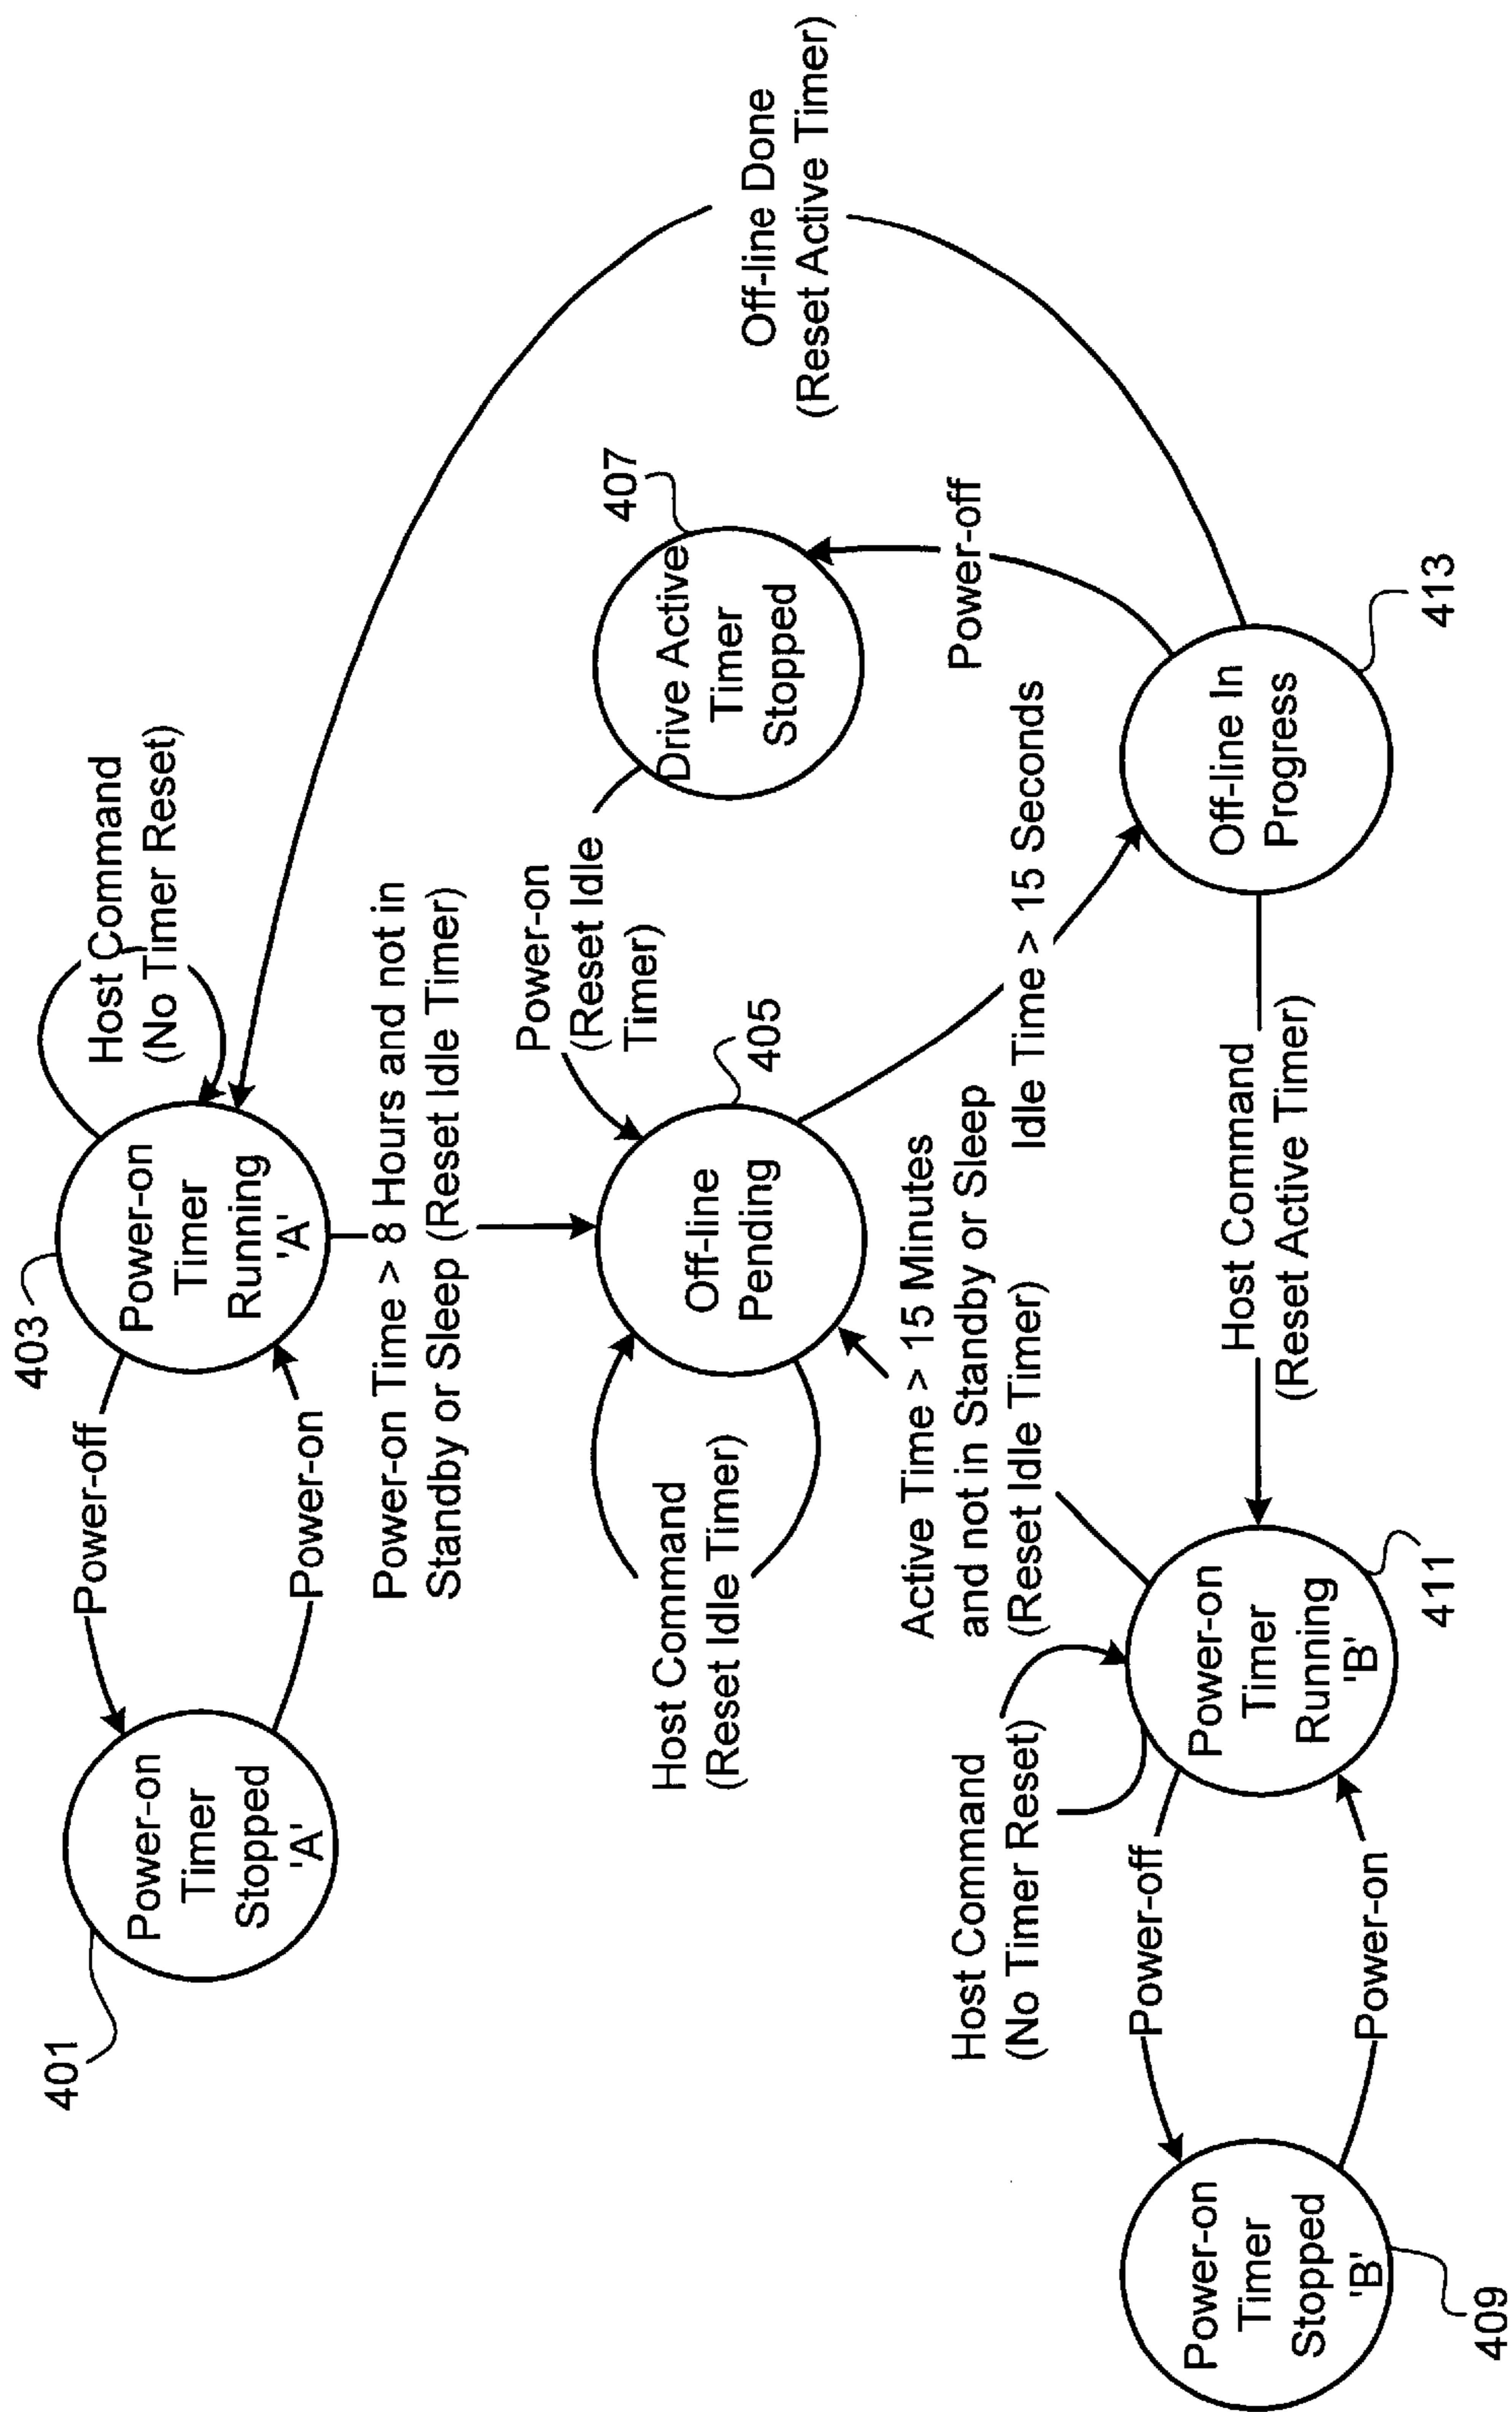 401
Power-on
Timer
Stopped
'A'
Power-off
Power-on
403
Power-on
Timer
Running
'A'
Host Command
(No Timer Reset)
Power-on Time > 8 Hours and not in
Standby or Sleep (Reset Idle Timer)
Off-line Done
(Reset Active Timer)
Host Command
(Reset Idle Timer)
Off-line
Pending
405
Power-on
(Reset Idle
Timer)
Drive Active
Timer
Stopped
407
Power-off
Active Time > 15 Minutes
and not in Standby or Sleep
(Reset Idle Timer)
Idle Time > 15 Seconds
Host Command
(No Timer Reset)
Power-off
Power-on
Power-on
Timer
Stopped
'B'
409
Power-on
Timer
Running
'B'
411
Host Command
(Reset Active Timer)
Off-line In
Progress
413